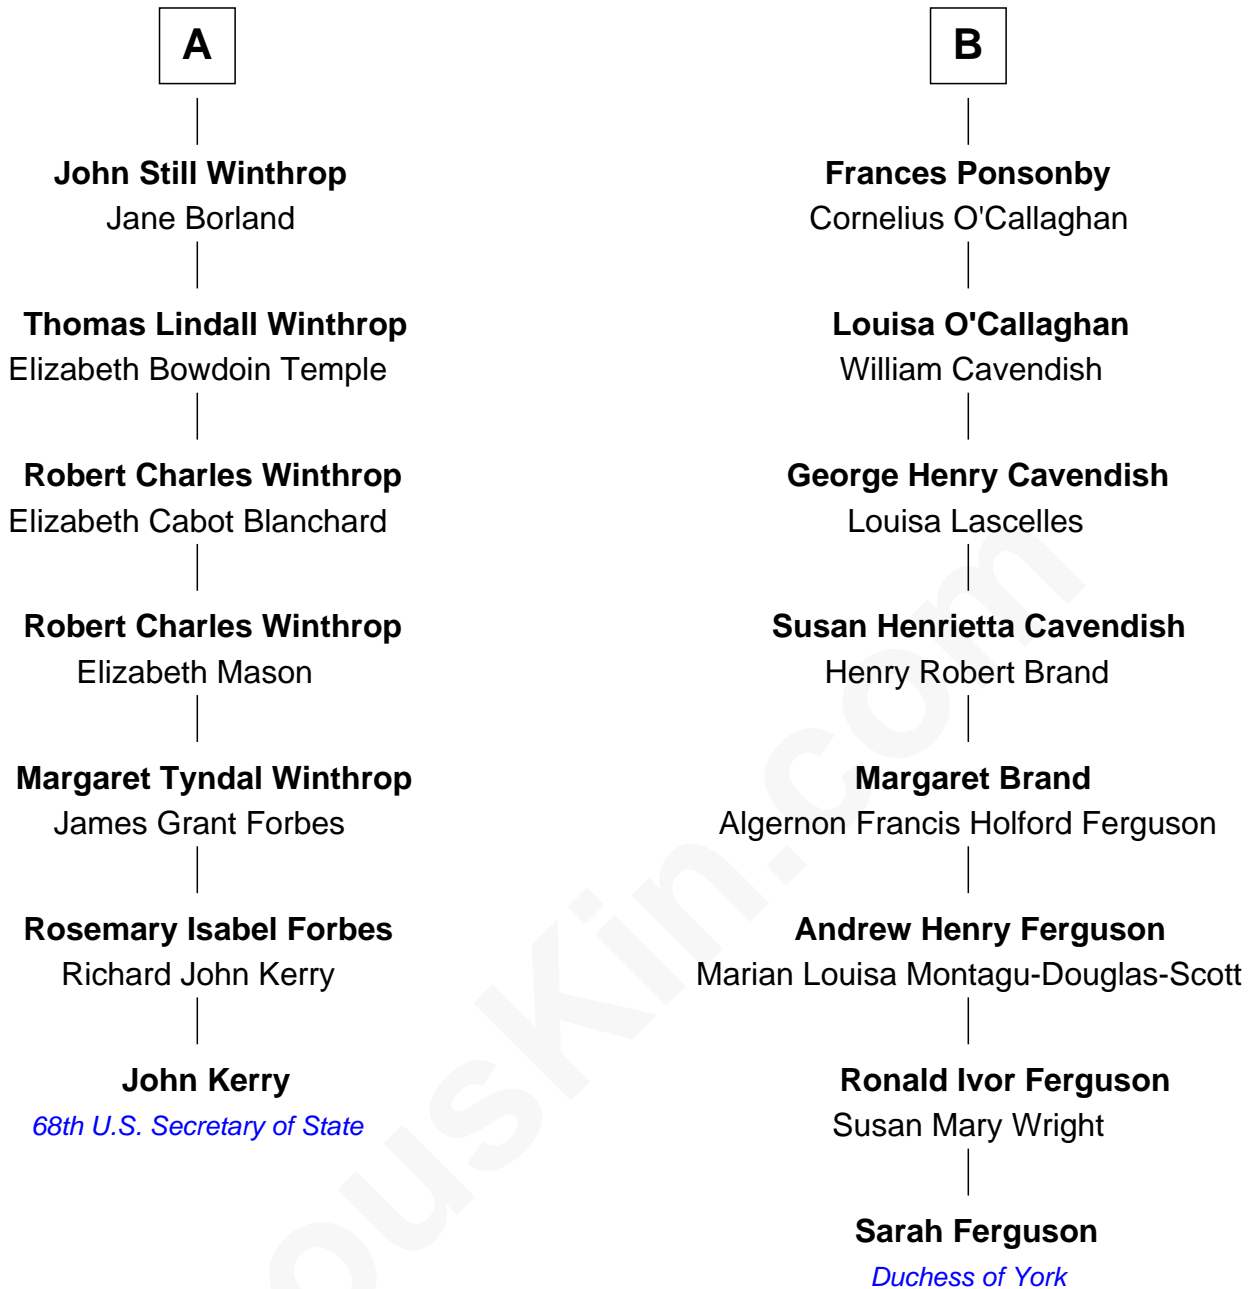 A
John Still Winthrop
Jane Borland
Thomas Lindall Winthrop
Elizabeth Bowdoin Temple
Robert Charles Winthrop
Elizabeth Cabot Blanchard
Robert Charles Winthrop
Elizabeth Mason
Margaret Tyndal Winthrop
James Grant Forbes
Rosemary Isabel Forbes
Richard John Kerry
John Kerry
68th U.S. Secretary of State
B
Frances Ponsonby
Cornelius O'Callaghan
Louisa O'Callaghan
William Cavendish
George Henry Cavendish
Louisa Lascelles
Susan Henrietta Cavendish
Henry Robert Brand
Margaret Brand
Algernon Francis Holford Ferguson
Andrew Henry Ferguson
Marian Louisa Montagu-Douglas-Scott
Ronald Ivor Ferguson
Susan Mary Wright
Sarah Ferguson
Duchess of York
ousKin.com